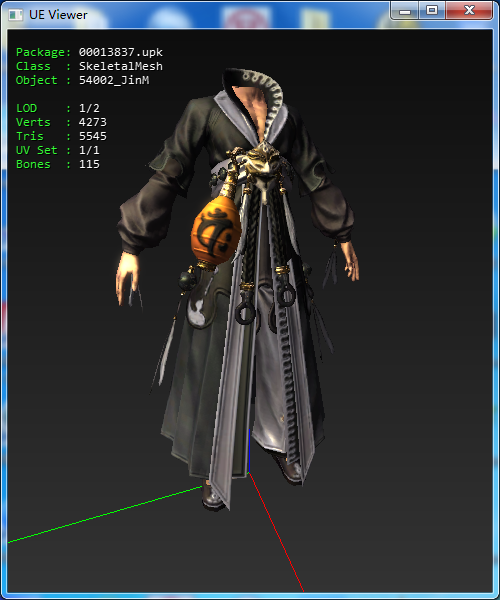 UE Viewer
Package: 00013837.upk
Class : SkeletalMesh
Object : 54002_JinM
LOD : 1/2
Verts : 4273
Tris : 5545
UV Set : 1/1
Bones : 115